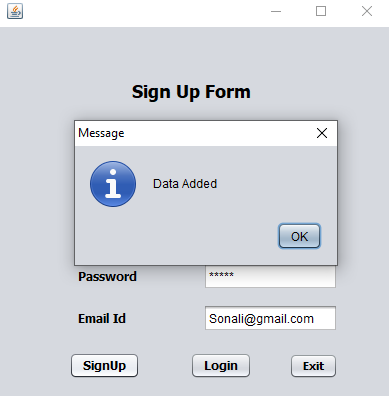 Sign Up Form
Message
Data Added
OK
Password *****
Email Id Sonali@gmail.com
SignUp Login Exit